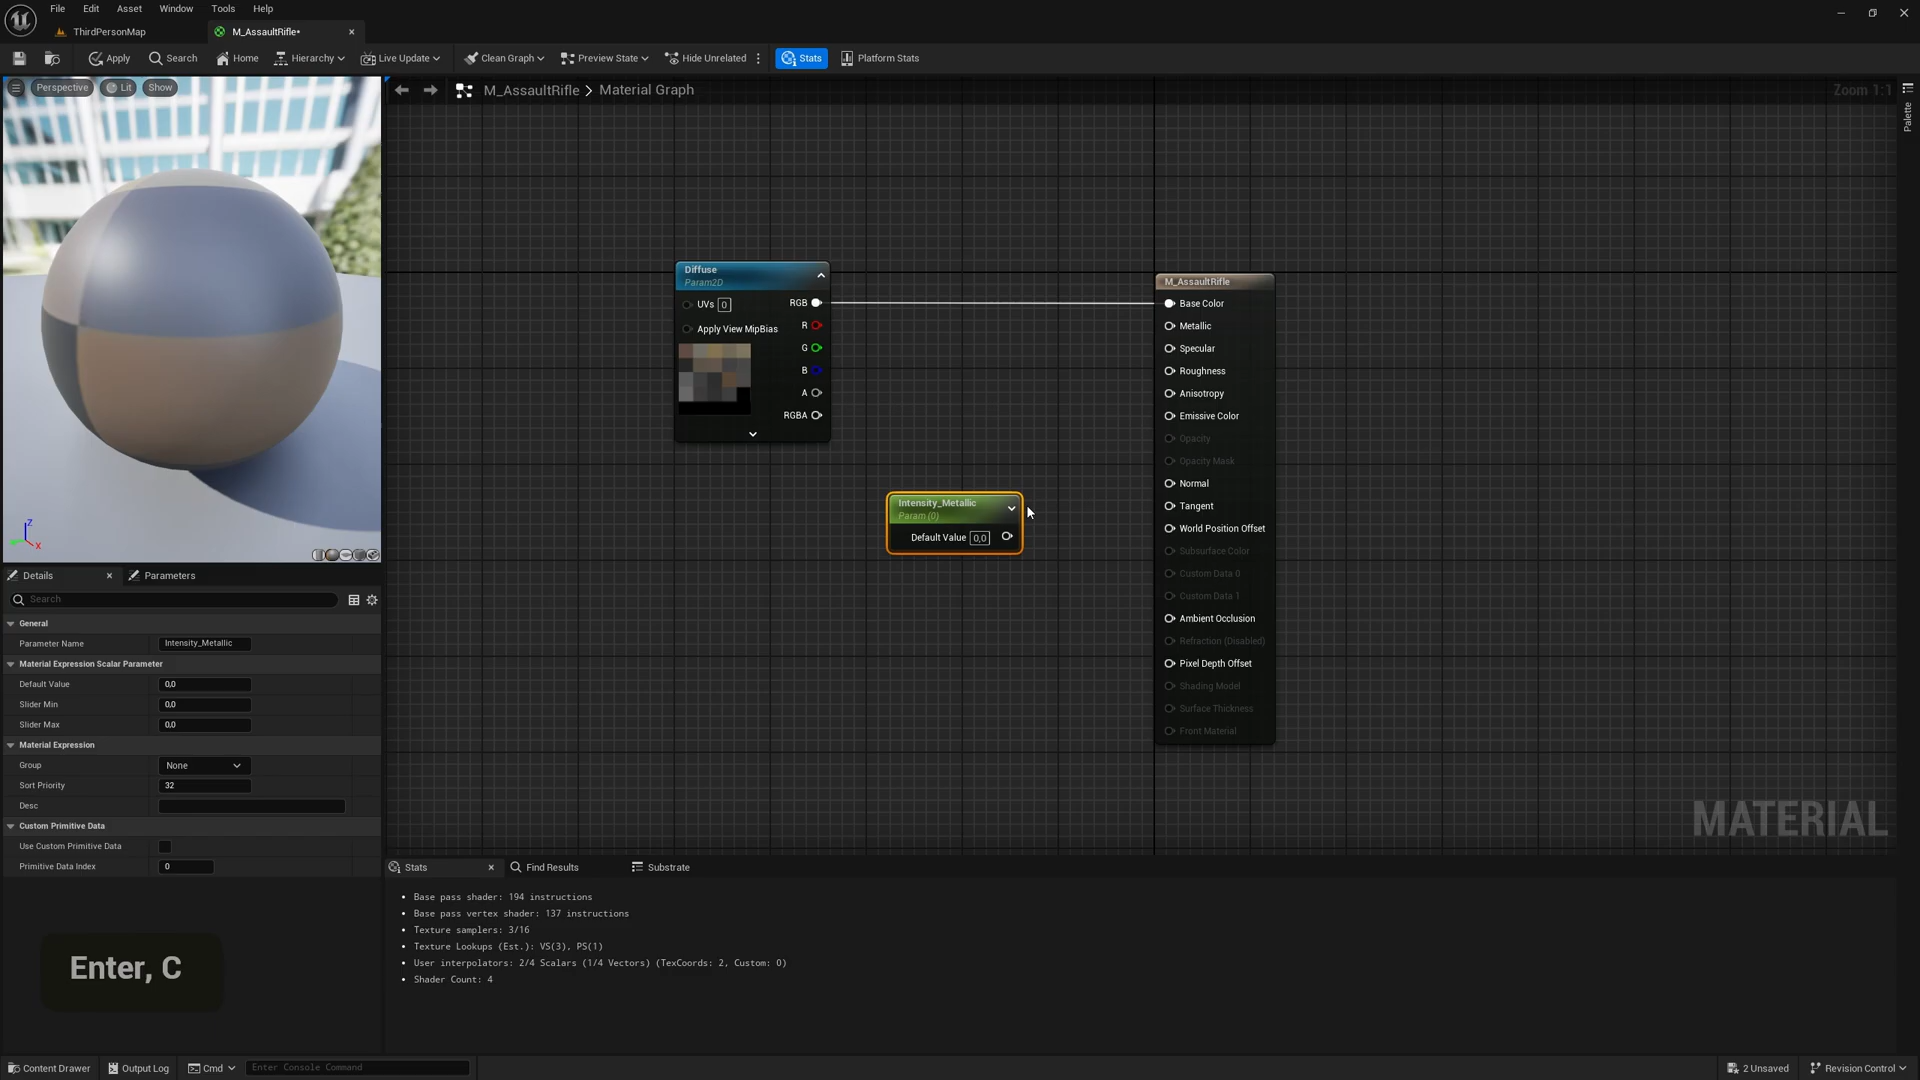 File Edit Asset Window Tools Help
ThirdPersonMap
M_AssaultRifle*
Apply Search Home Hierarchy Live Update Clean Graph Preview State Hide Unrelated Stats Platform Stats
Perspective Lit Show
M_AssaultRifle > Material Graph
Zoom 1:1
Palette
Diffuse
Param2D
UVs 0
RGB
Apply View MipBias
R
G
B
A
RGBA
Intensity_Metallic
Param (0)
Default Value 0,0
M_AssaultRifle
Base Color
Metallic
Specular
Roughness
Anisotropy
Emissive Color
Opacity
Opacity Mask
Normal
Tangent
World Position Offset
Subsurface Color
Custom Data 0
Custom Data 1
Ambient Occlusion
Refraction (Disabled)
Pixel Depth Offset
Shading Model
Surface Thickness
Front Material
MATERIAL
Z
X
Details
Parameters
Search
General
Parameter Name Intensity_Metallic
Material Expression Scalar Parameter
Default Value 0,0
Slider Min 0,0
Slider Max 0,0
Material Expression
Group None
Sort Priority 32
Desc
Custom Primitive Data
Use Custom Primitive Data
Primitive Data Index 0
Enter, C
Stats Find Results Substrate
• Base pass shader: 194 instructions
• Base pass vertex shader: 137 instructions
• Texture samplers: 3/16
• Texture Lookups (Est.): VS(3), PS(1)
• User interpolators: 2/4 Scalars (1/4 Vectors) (TexCoords: 2, Custom: 0)
• Shader Count: 4
Content Drawer Output Log Cmd Enter Console Command
2 Unsaved Revision Control